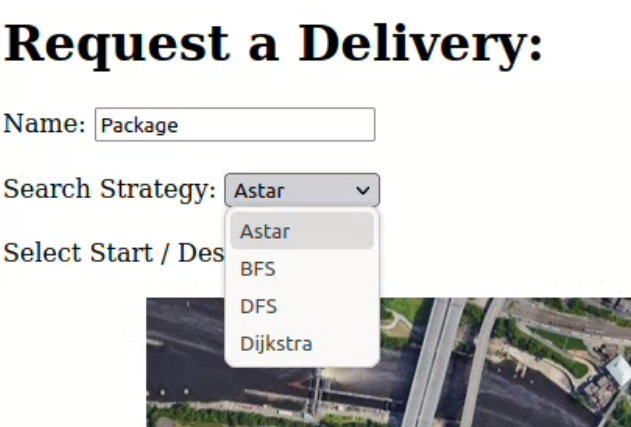 Request a Delivery:
Name: Package
Search Strategy: Astar
Astar
Select Start / Des
BFS
DFS
Dijkstra